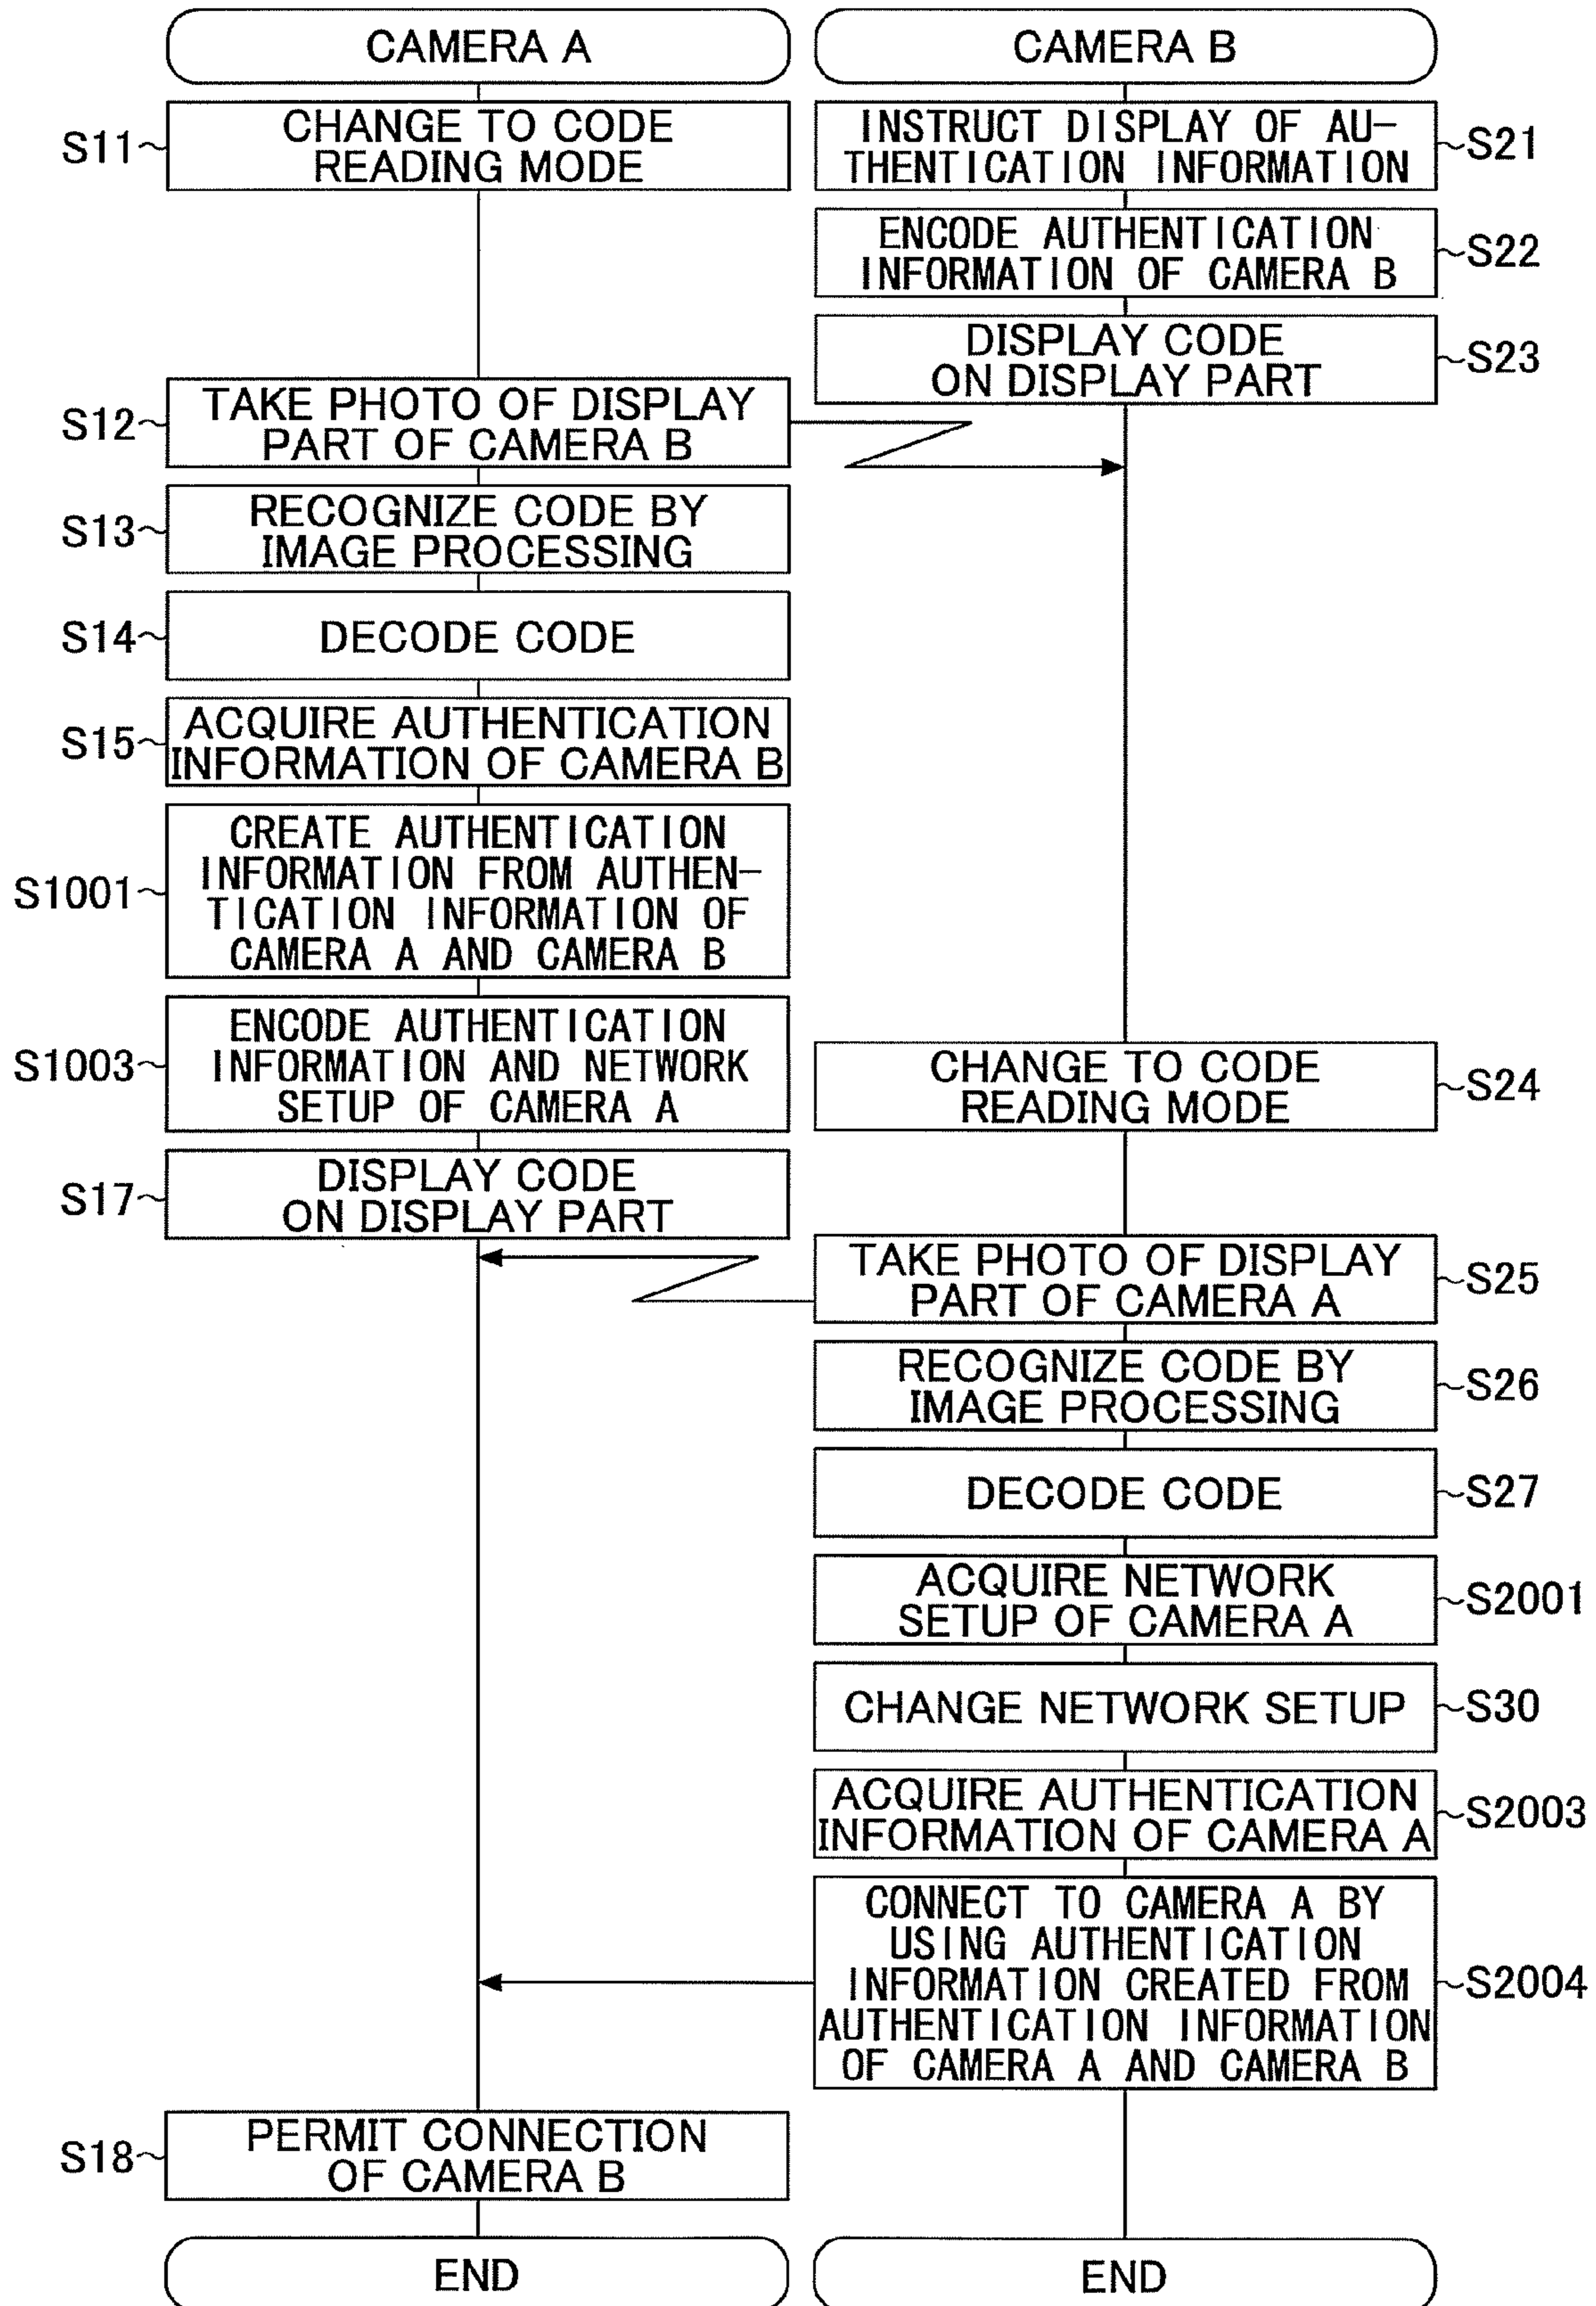 CAMERA A
CAMERA B
S11
CHANGE TO CODE
READING MODE
INSTRUCT DISPLAY OF AU-
THENTICATION INFORMATION
S21
ENCODE AUTHENTICATION
INFORMATION OF CAMERA B
S22
DISPLAY CODE
ON DISPLAY PART
S23
S12
TAKE PHOTO OF DISPLAY
PART OF CAMERA B
S13
RECOGNIZE CODE BY
IMAGE PROCESSING
S14
DECODE CODE
S15
ACQUIRE AUTHENTICATION
INFORMATION OF CAMERA B
S1001
CREATE AUTHENTICATION
INFORMATION FROM AUTHEN-
TICATION INFORMATION OF
CAMERA A AND CAMERA B
S1003
ENCODE AUTHENTICATION
INFORMATION AND NETWORK
SETUP OF CAMERA A
CHANGE TO CODE
READING MODE
S24
S17
DISPLAY CODE
ON DISPLAY PART
TAKE PHOTO OF DISPLAY
PART OF CAMERA A
S25
RECOGNIZE CODE BY
IMAGE PROCESSING
S26
DECODE CODE
S27
ACQUIRE NETWORK
SETUP OF CAMERA A
S2001
CHANGE NETWORK SETUP
S30
ACQUIRE AUTHENTICATION
INFORMATION OF CAMERA A
S2003
CONNECT TO CAMERA A BY
USING AUTHENTICATION
INFORMATION CREATED FROM
AUTHENTICATION INFORMATION
OF CAMERA A AND CAMERA B
S2004
S18
PERMIT CONNECTION
OF CAMERA B
END
END